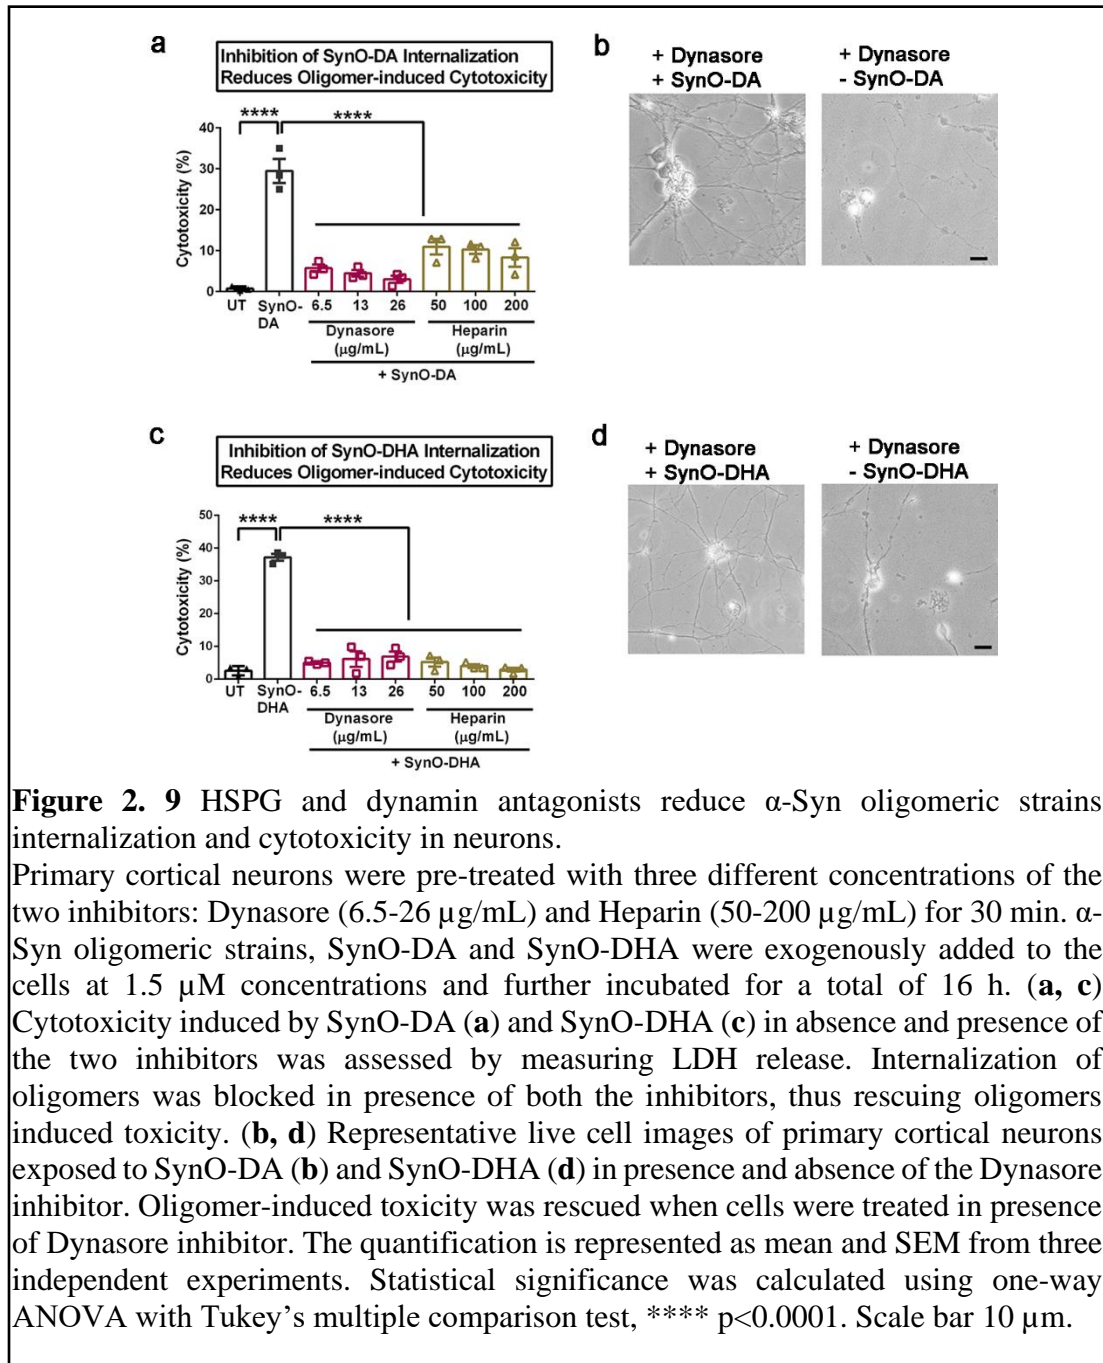 a
Inhibition of SynO-DA Internalization
Reduces Oligomer-induced Cytotoxicity
**** ****
Cytotoxicity (%)
40
30
20
10
0
UT SynO-DA 6.5 13 26 50 100 200
Dynasore Heparin
(µg/mL) (µg/mL)
+ SynO-DA
b
+ Dynasore + Dynasore
+ SynO-DA - SynO-DA
c
Inhibition of SynO-DHA Internalization
Reduces Oligomer-induced Cytotoxicity
**** ****
Cytotoxicity (%)
50
40
30
20
10
0
UT SynO-DHA 6.5 13 26 50 100 200
Dynasore Heparin
(µg/mL) (µg/mL)
+ SynO-DHA
d
+ Dynasore + Dynasore
+ SynO-DHA - SynO-DHA
Figure 2. 9 HSPG and dynamin antagonists reduce α-Syn oligomeric strains
internalization and cytotoxicity in neurons.
Primary cortical neurons were pre-treated with three different concentrations of the
two inhibitors: Dynasore (6.5-26 µg/mL) and Heparin (50-200 µg/mL) for 30 min. α-
Syn oligomeric strains, SynO-DA and SynO-DHA were exogenously added to the
cells at 1.5 µM concentrations and further incubated for a total of 16 h. (a, c)
Cytotoxicity induced by SynO-DA (a) and SynO-DHA (c) in absence and presence of
the two inhibitors was assessed by measuring LDH release. Internalization of
oligomers was blocked in presence of both the inhibitors, thus rescuing oligomers
induced toxicity. (b, d) Representative live cell images of primary cortical neurons
exposed to SynO-DA (b) and SynO-DHA (d) in presence and absence of the Dynasore
inhibitor. Oligomer-induced toxicity was rescued when cells were treated in presence
of Dynasore inhibitor. The quantification is represented as mean and SEM from three
independent experiments. Statistical significance was calculated using one-way
ANOVA with Tukey’s multiple comparison test, **** p<0.0001. Scale bar 10 µm.